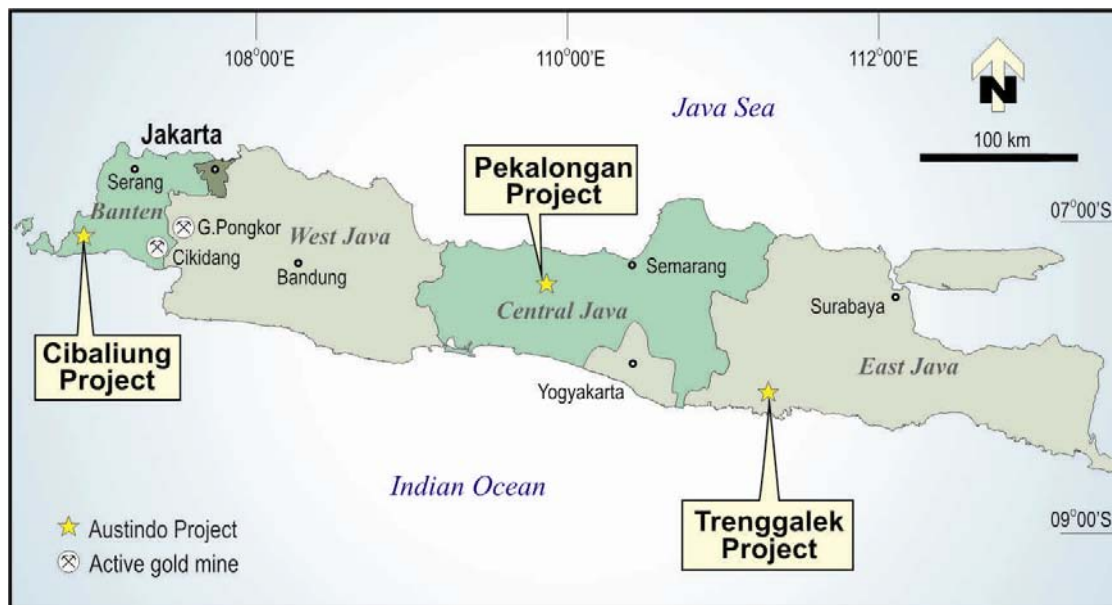 108°00'E
110°00'E
112°00'E
N
100 km
Java Sea
Jakarta
Pekalongan
Project
Serang
Banten
07°00'S
G.Pongkor
West Java
Cikidang
Bandung
Semarang
Central Java
Surabaya
Cibaliung
Project
Yogyakarta
East Java
Indian Ocean
Trenggalek
Project
09°00'S
Austindo Project
Active gold mine